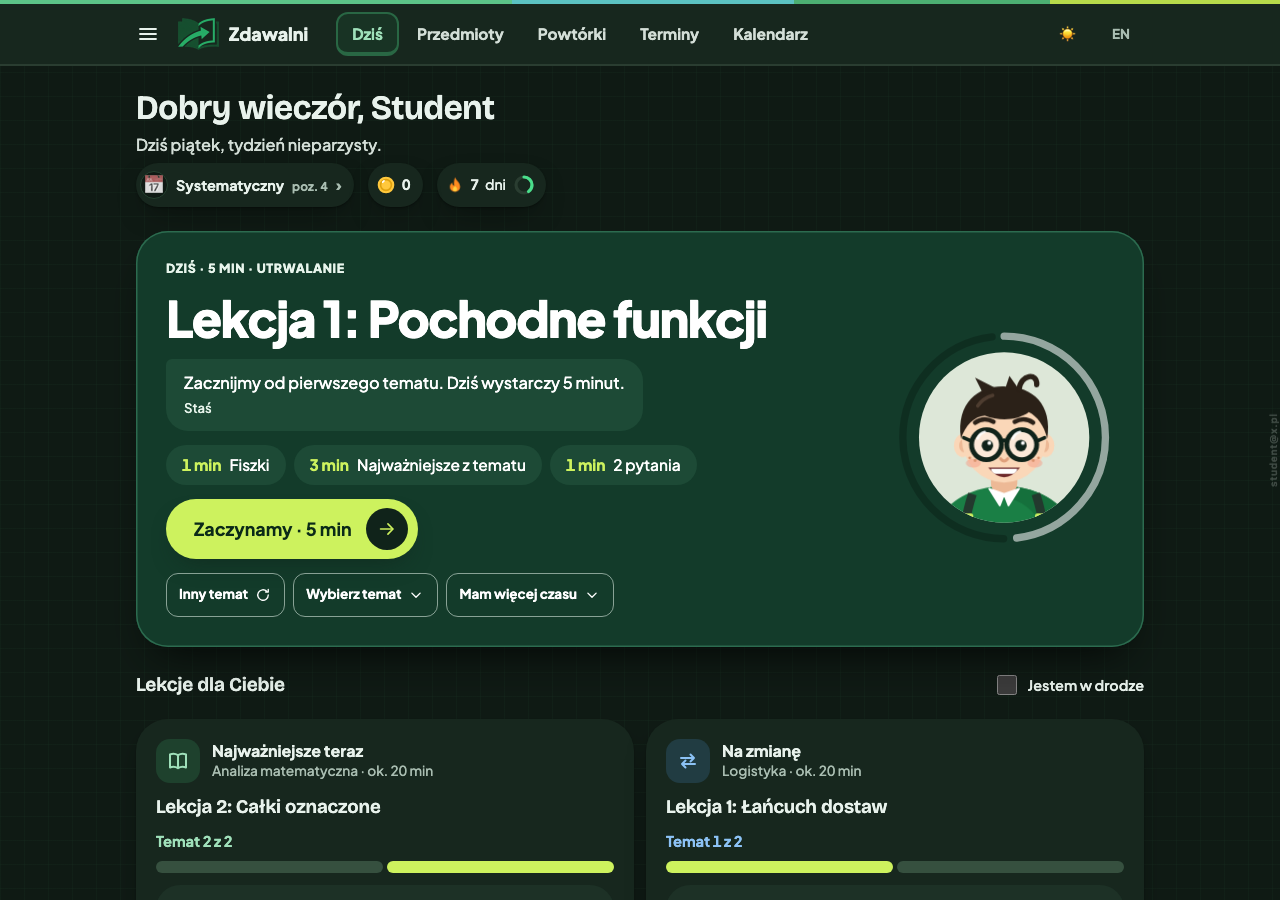 Zdawalni
Dziś
Przedmioty
Powtórki
Terminy
Kalendarz
EN
Dobry wieczór, Student
Dziś piątek, tydzień nieparzysty.
17 Systematyczny poz. 4 ›
0
7 dni
DZIŚ · 5 MIN · UTRWALANIE
Lekcja 1: Pochodne funkcji
Zacznijmy od pierwszego tematu. Dziś wystarczy 5 minut.
Staś
1 min Fiszki
3 min Najważniejsze z tematu
1 min 2 pytania
Zaczynamy · 5 min
Inny temat
Wybierz temat
Mam więcej czasu
student@x.pl
Lekcje dla Ciebie
Jestem w drodze
Najważniejsze teraz
Analiza matematyczna · ok. 20 min
Lekcja 2: Całki oznaczone
Temat 2 z 2
Na zmianę
Logistyka · ok. 20 min
Lekcja 1: Łańcuch dostaw
Temat 1 z 2